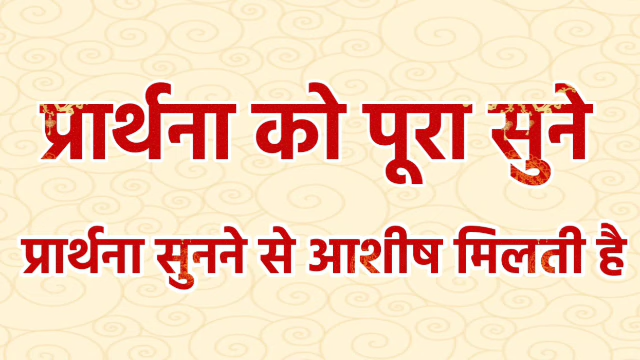 प्रार्थना को पूरा सुने
प्रार्थना सुनने से आशीष मिलती है